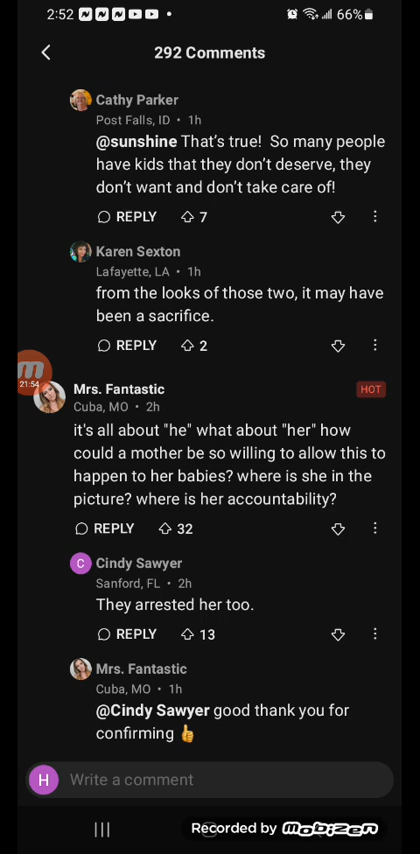 2:52 N N N • 66%
292 Comments
Cathy Parker
Post Falls, ID • 1h
@sunshine That's true! So many people
have kids that they don't deserve, they
don't want and don't take care of!
REPLY 7
Karen Sexton
Lafayette, LA • 1h
from the looks of those two, it may have
been a sacrifice.
REPLY 2
m
21:54
Mrs. Fantastic HOT
Cuba, MO • 2h
it's all about "he" what about "her" how
could a mother be so willing to allow this to
happen to her babies? where is she in the
picture? where is her accountability?
REPLY 32
C Cindy Sawyer
Sanford, FL • 2h
They arrested her too.
REPLY 13
Mrs. Fantastic
Cuba, MO • 1h
@Cindy Sawyer good thank you for
confirming 👍
H Write a comment
Recorded by mobizen